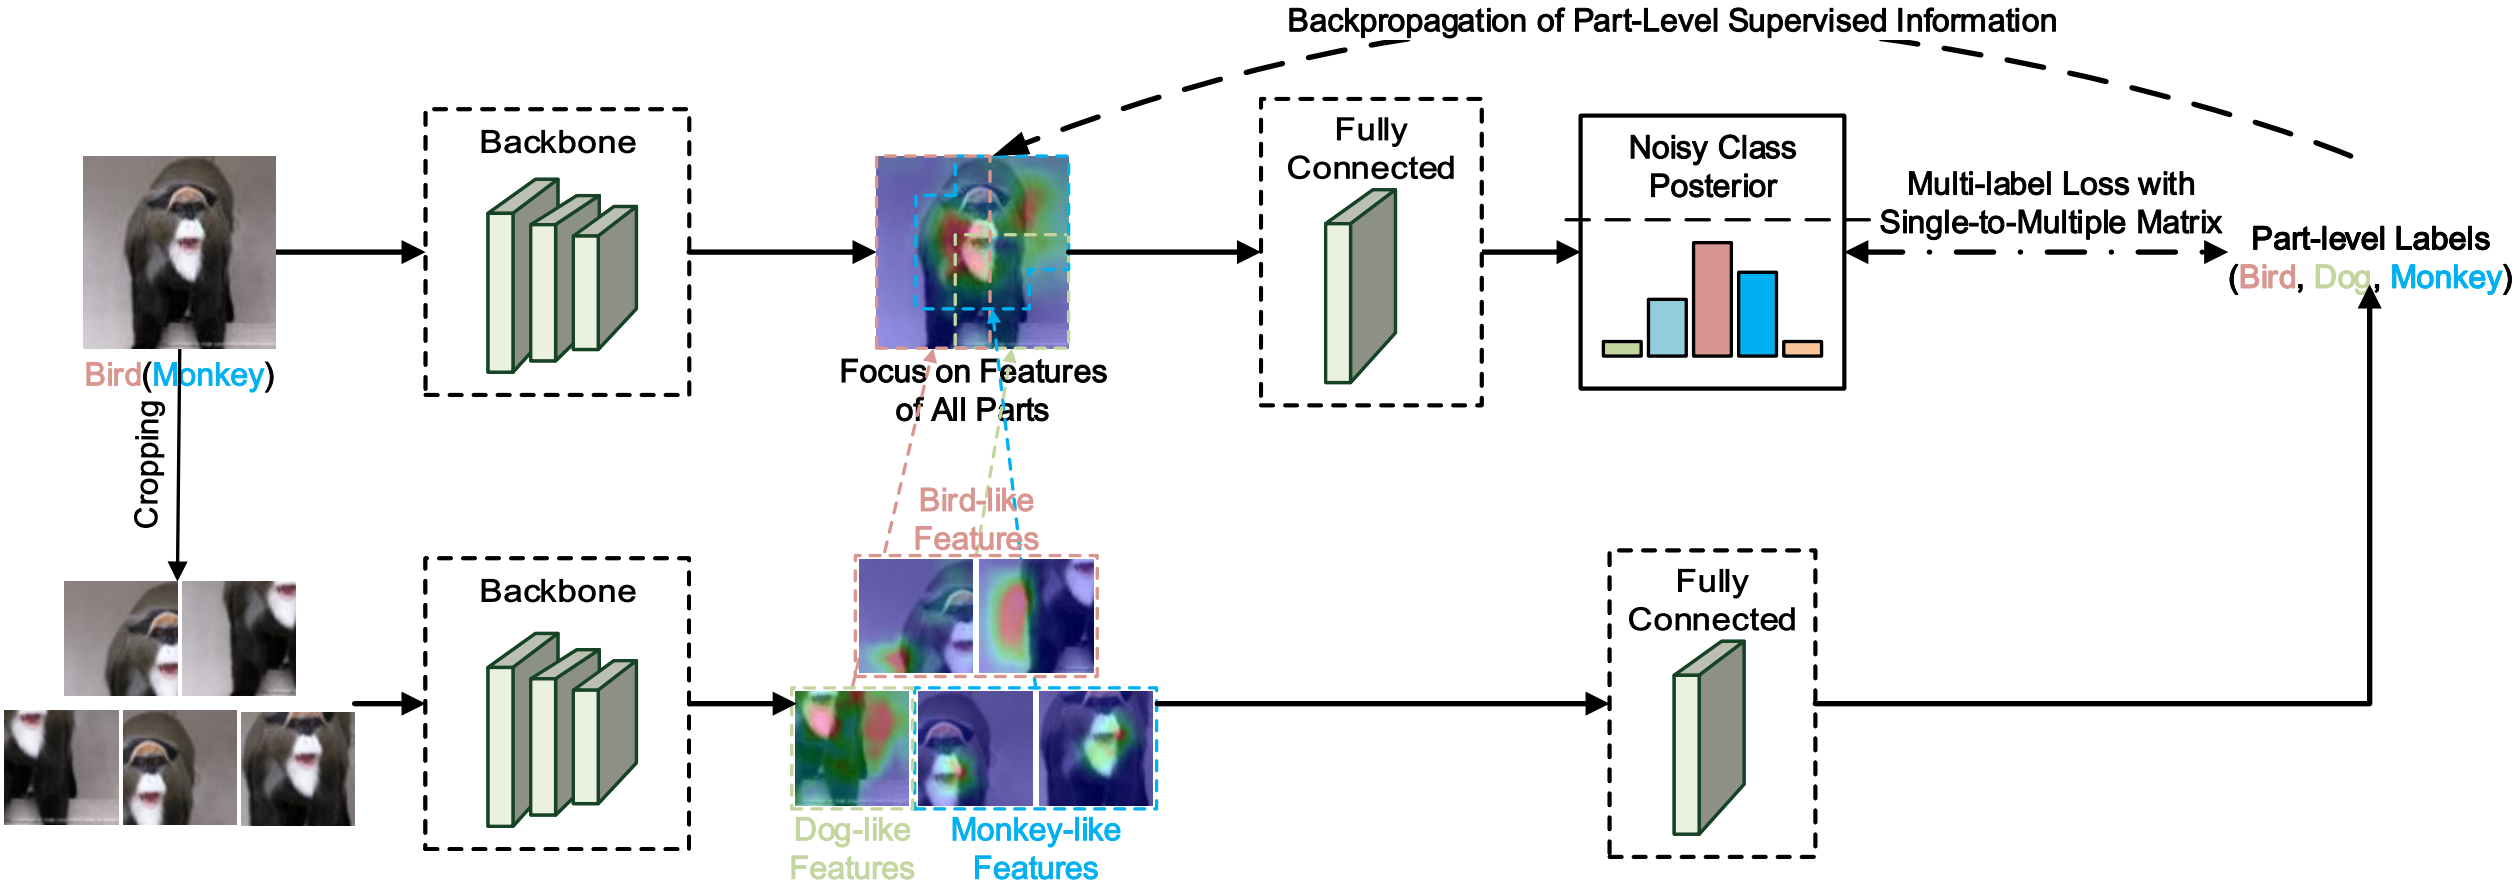 Backpropagation of Part-Level Supervised Information
Backbone
Fully
Connected
Noisy Class
Posterior
Multi-label Loss with
Single-to-Multiple Matrix
Part-level Labels
(Bird, Dog, Monkey)
Bird(Monkey)
Focus on Features
of All Parts
Cropping
Bird-like
Features
Backbone
Fully
Connected
Dog-like
Features
Monkey-like
Features